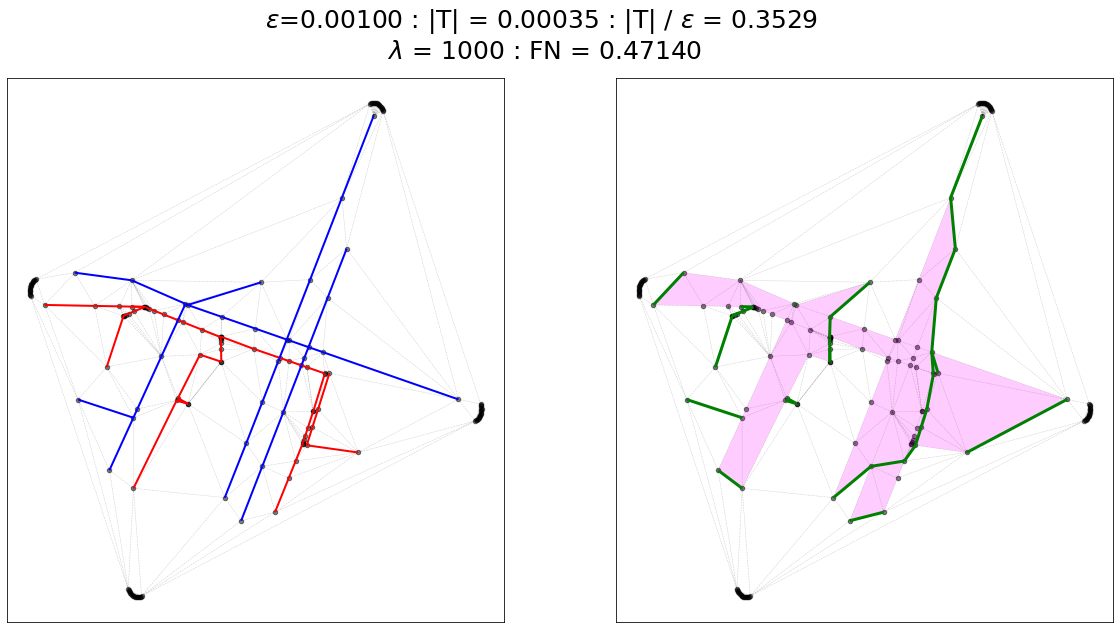 ε=0.00100 : |T| = 0.00035 : |T| / ε = 0.3529
λ = 1000 : FN = 0.47140